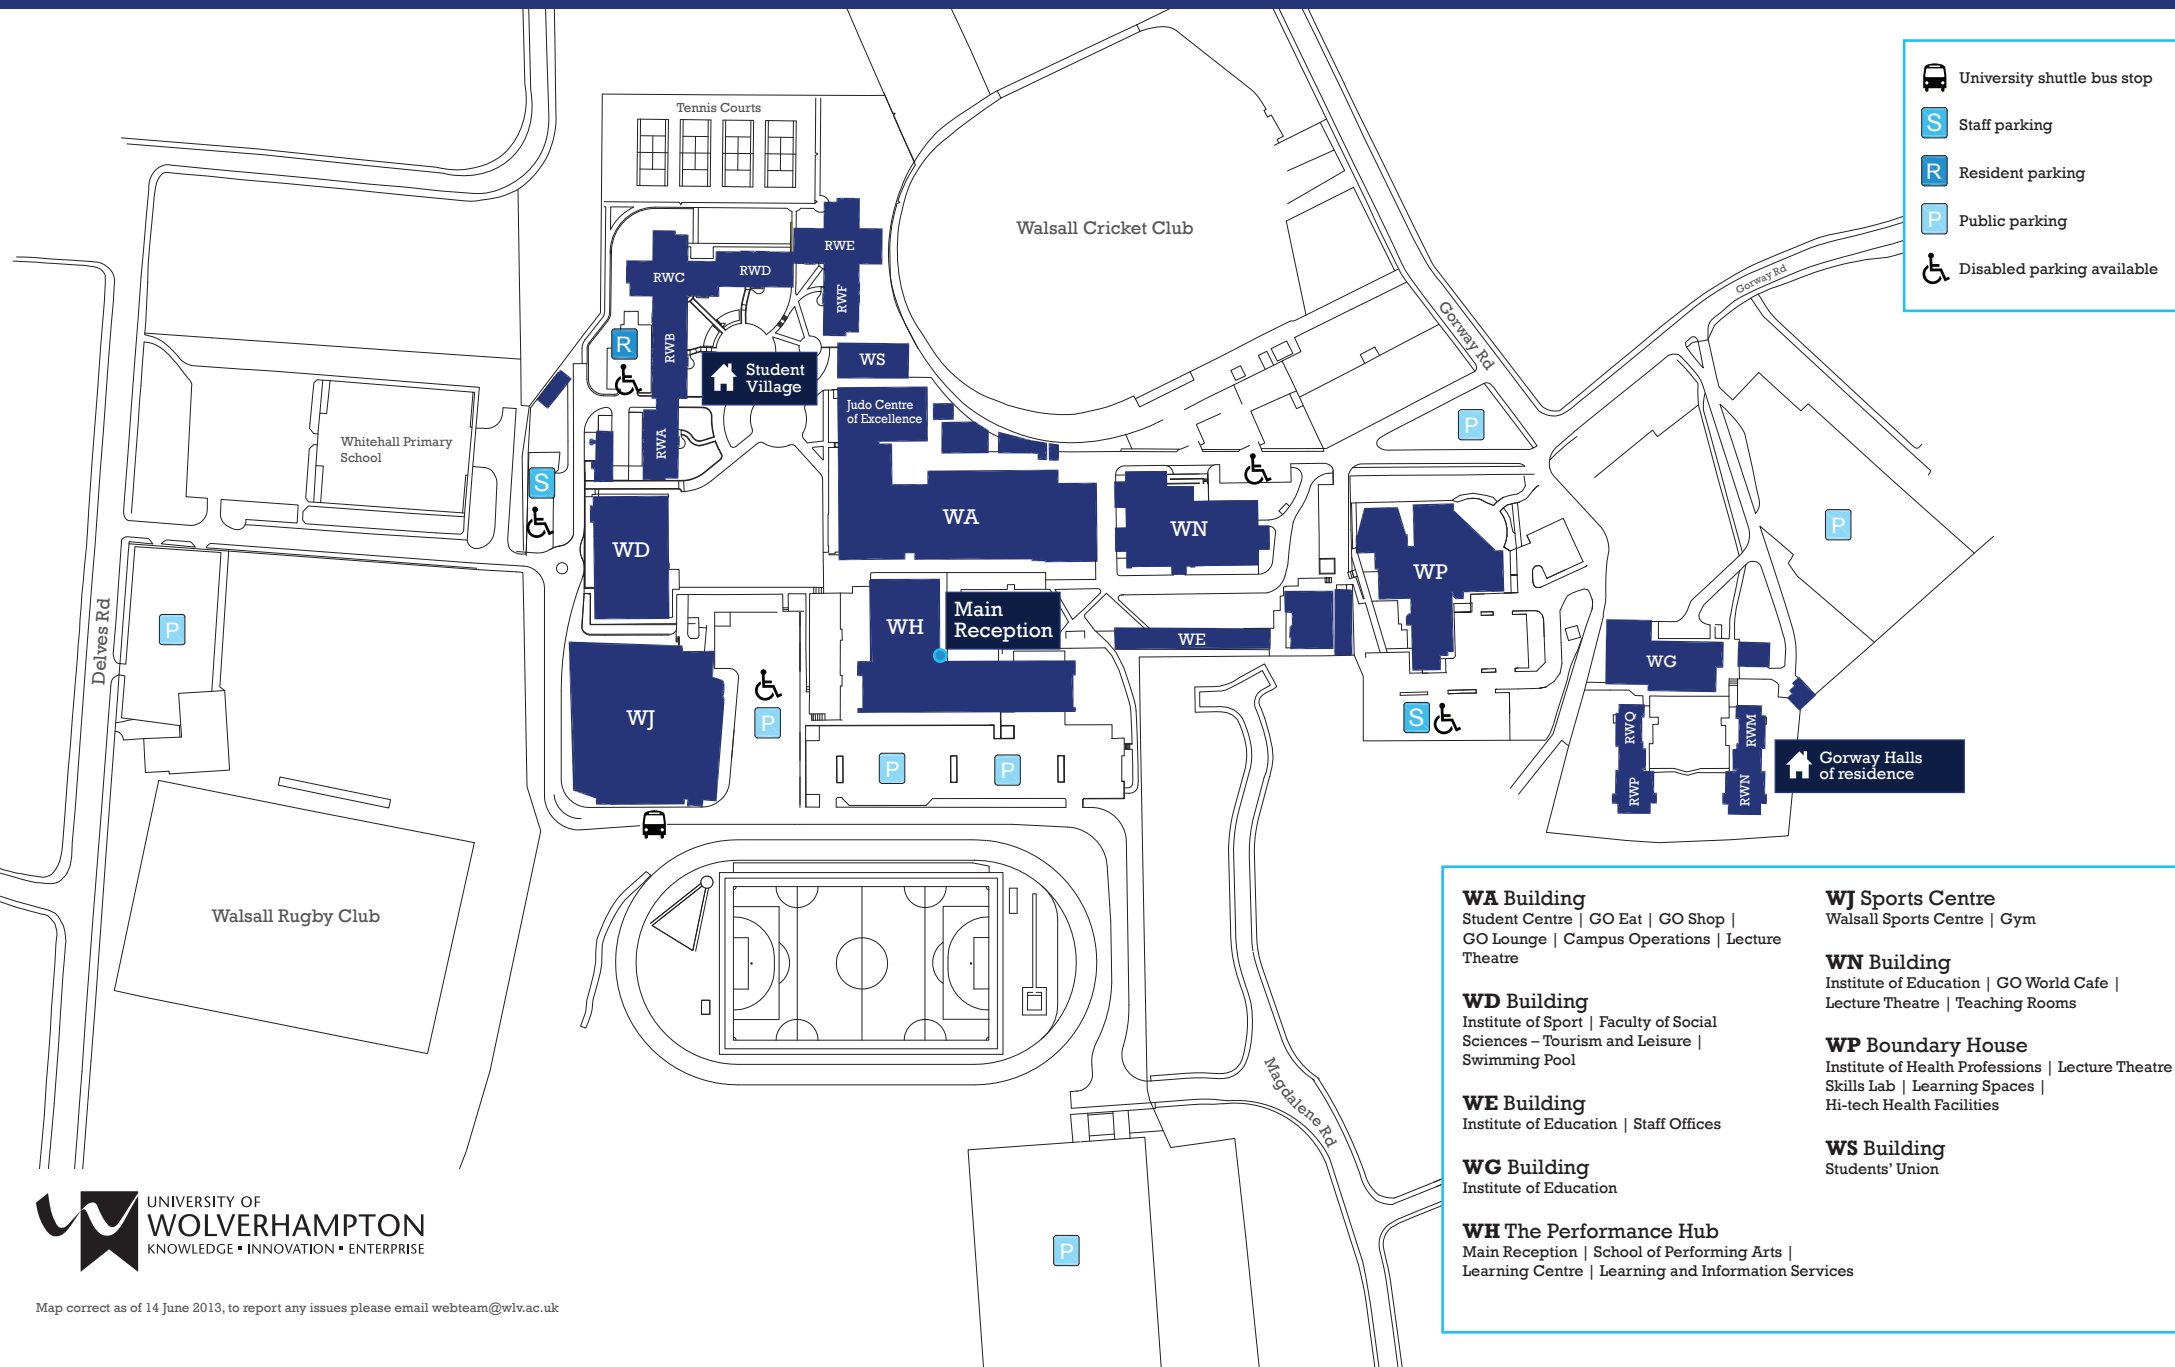 University shuttle bus stop
S Staff parking
R Resident parking
P Public parking
Disabled parking available
Tennis Courts
Walsall Cricket Club
RWE
RWC
RWD
RWF
Gorway Rd
Gorway Rd
R
RWB
WS
Student
Village
Judo Centre
of Excellence
P
Whitehall Primary
School
RWA
S
WA
WN
P
WD
WP
Delves Rd
P
Main
Reception
WH
WE
WG
WJ
P
S
RWQ
RWM
P
P
Gorway Halls
of residence
RWP
RWN
Walsall Rugby Club
Magdalene Rd
P
WA Building
Student Centre | GO Eat | GO Shop |
GO Lounge | Campus Operations | Lecture
Theatre
WD Building
Institute of Sport | Faculty of Social
Sciences – Tourism and Leisure |
Swimming Pool
WE Building
Institute of Education | Staff Offices
WG Building
Institute of Education
WH The Performance Hub
Main Reception | School of Performing Arts |
Learning Centre | Learning and Information Services
WJ Sports Centre
Walsall Sports Centre | Gym
WN Building
Institute of Education | GO World Cafe |
Lecture Theatre | Teaching Rooms
WP Boundary House
Institute of Health Professions | Lecture Theatre
Skills Lab | Learning Spaces |
Hi-tech Health Facilities
WS Building
Students' Union
UNIVERSITY OF
WOLVERHAMPTON
KNOWLEDGE ▪ INNOVATION ▪ ENTERPRISE
Map correct as of 14 June 2013, to report any issues please email webteam@wlv.ac.uk